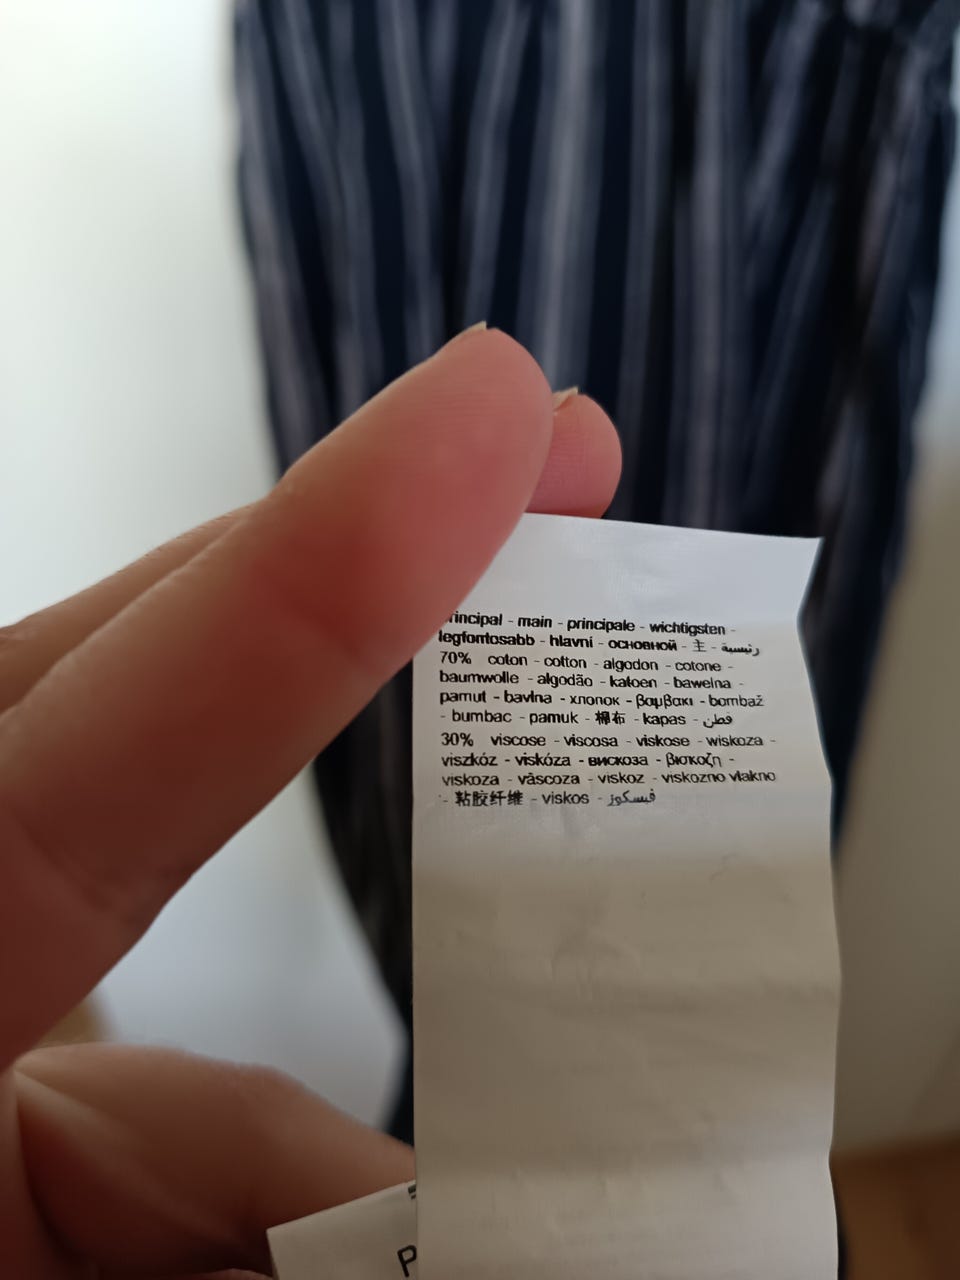 principal - main - principale - wichtigsten -
legfontosabb - hlavní - основной - 主 - رئيسية
70% coton - cotton - algodon - cotone -
baumwolle - algodão - katoen - bawelna -
pamut - bavlna - хлопок - βαμβακι - bombaž
- bumbac - pamuk - 棉布 - kapas - قطن
30% viscose - viscosa - viskose - wiskoza -
viszkóz - viskóza - вискоза - βισκοζη -
viskoza - vâscoza - viskoz - viskozno vlakno
- 粘胶纤维 - viskos - فيسكوز
P